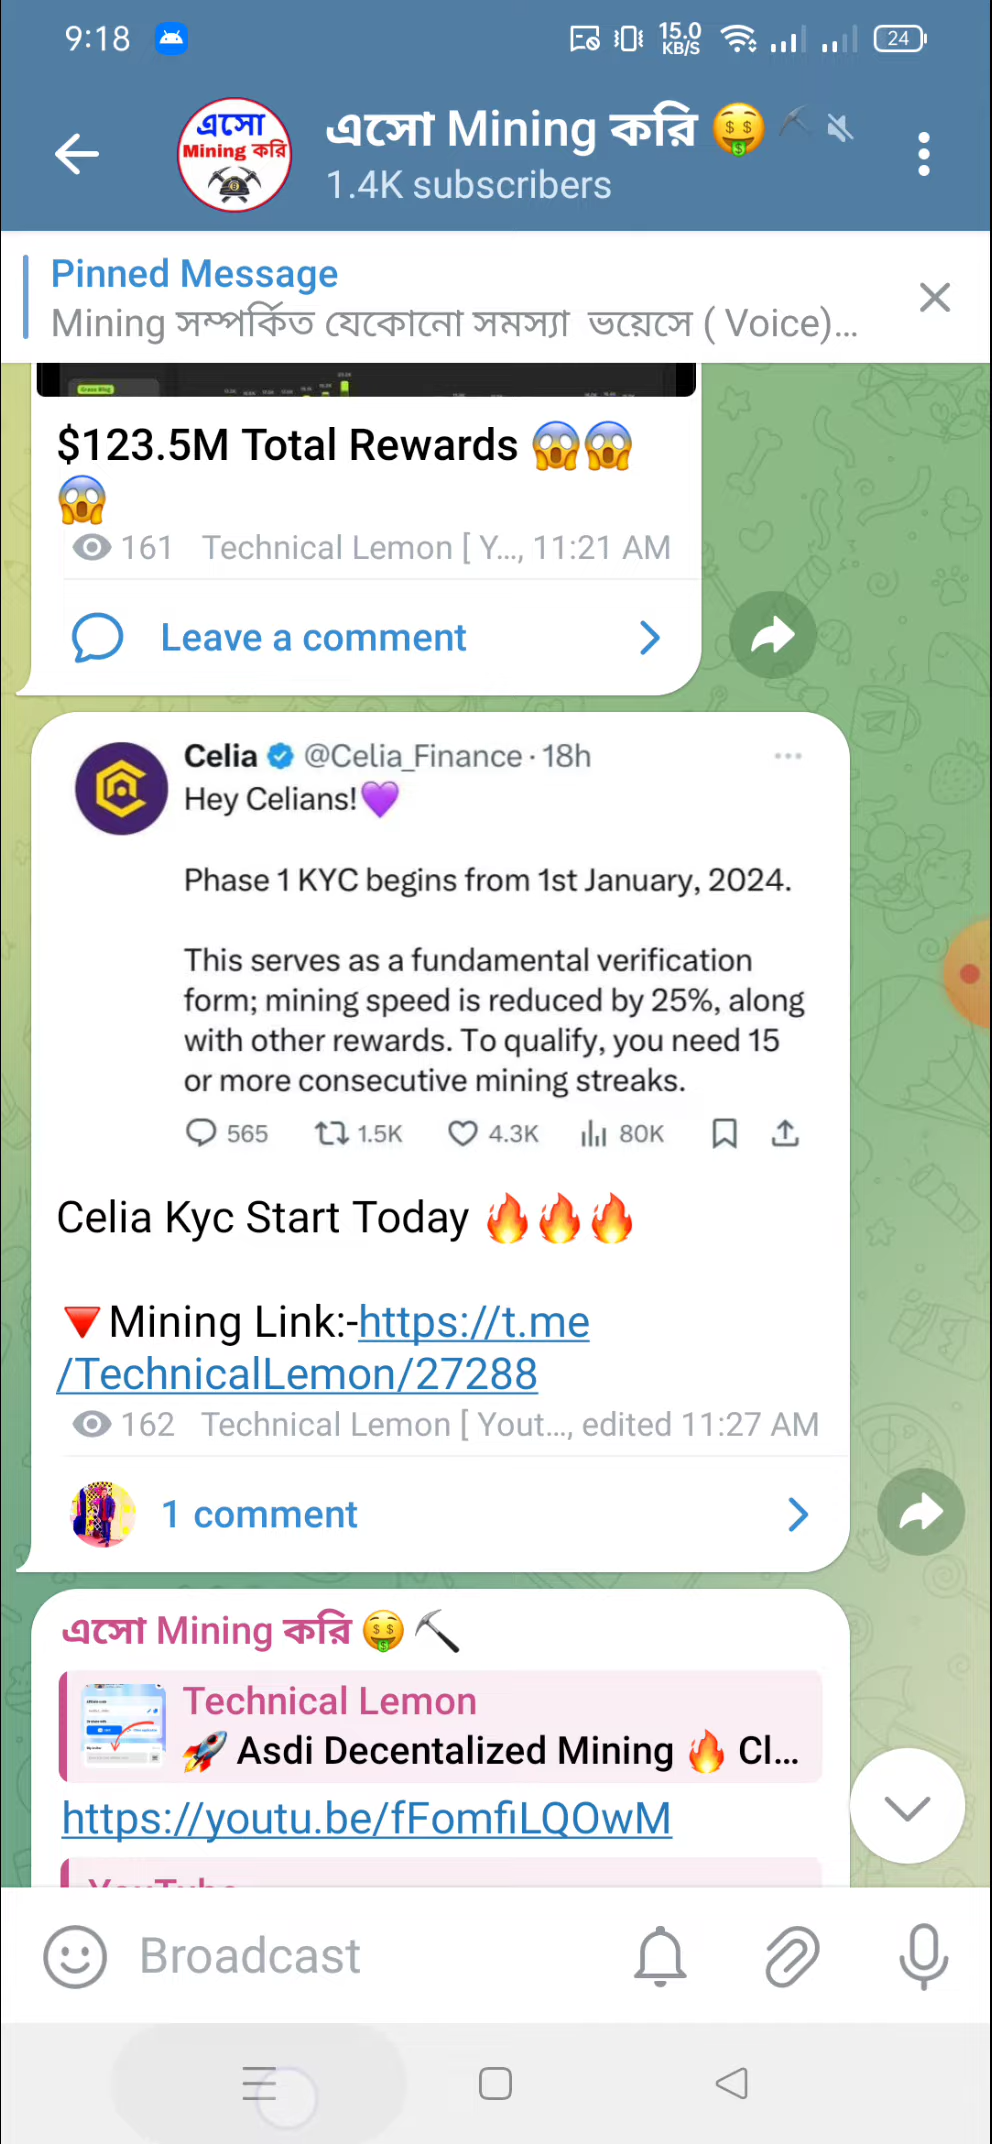 9:18
15.0
KB/S
24
এসো
Mining করি
এসো Mining করি 🤑 ⛏
1.4K subscribers
Pinned Message
Mining সম্পর্কিত যেকোনো সমস্যা ভয়েসে ( Voice)...
Grass Blog
$123.5M Total Rewards 😱😱
😱
161 Technical Lemon [ Y..., 11:21 AM
Leave a comment
Celia @Celia_Finance · 18h
Hey Celians!💜
Phase 1 KYC begins from 1st January, 2024.
This serves as a fundamental verification
form; mining speed is reduced by 25%, along
with other rewards. To qualify, you need 15
or more consecutive mining streaks.
565 1.5K 4.3K 80K
Celia Kyc Start Today 🔥🔥🔥
🔻Mining Link:-https://t.me
/TechnicalLemon/27288
162 Technical Lemon [ Yout..., edited 11:27 AM
1 comment
এসো Mining করি 🤑 ⛏
Technical Lemon
🚀 Asdi Decentalized Mining 🔥 Cl...
https://youtu.be/fFomfiLQOwM
YouTube
Broadcast